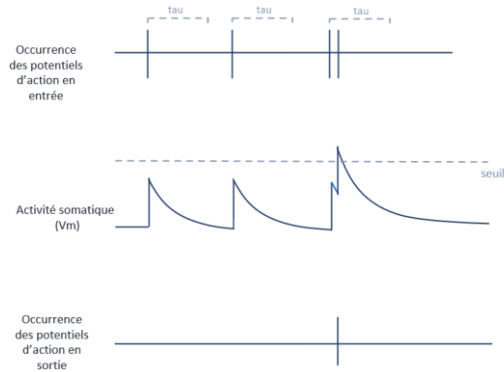 tau
tau
tau
Occurrence
des potentiels
d'action en
entrée
seuil
Activité somatique
(Vm)
Occurrence
des potentiels
d'action en
sortie